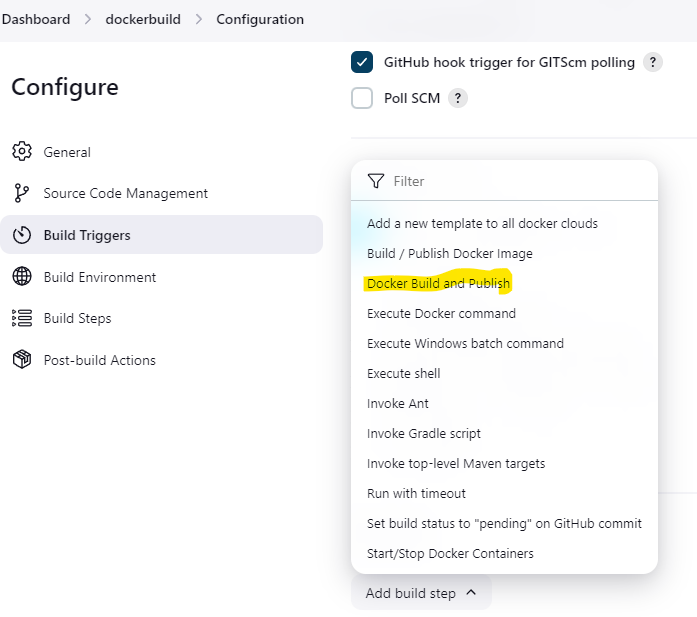 Dashboard > dockerbuild > Configuration
Configure
General
Source Code Management
Build Triggers
Build Environment
Build Steps
Post-build Actions
GitHub hook trigger for GITScm polling ?
Poll SCM ?
Filter
Add a new template to all docker clouds
Build / Publish Docker Image
Docker Build and Publish
Execute Docker command
Execute Windows batch command
Execute shell
Invoke Ant
Invoke Gradle script
Invoke top-level Maven targets
Run with timeout
Set build status to "pending" on GitHub commit
Start/Stop Docker Containers
Add build step